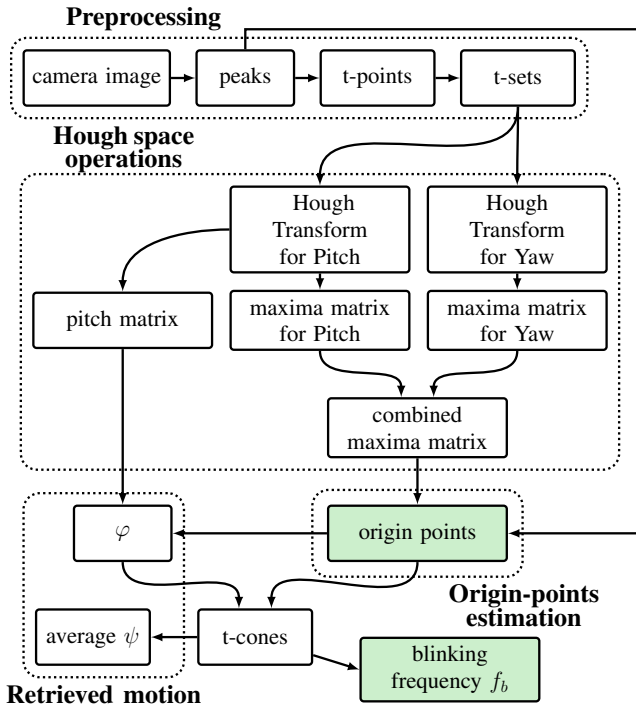 Preprocessing
camera image
peaks
t-points
t-sets
Hough space
operations
Hough
Transform
for Pitch
Hough
Transform
for Yaw
pitch matrix
maxima matrix
for Pitch
maxima matrix
for Yaw
combined
maxima matrix
φ
origin points
Origin-points
estimation
average ψ
t-cones
blinking
frequency f_b
Retrieved motion